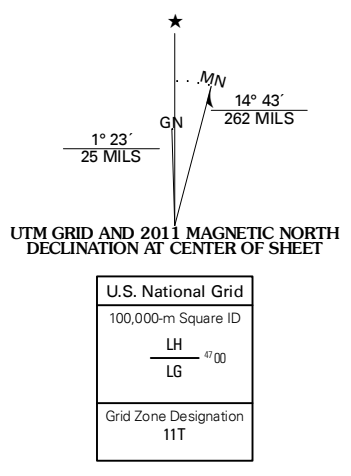 ★
MN
14° 43´
262 MILS
GN
1° 23´
25 MILS
UTM GRID AND 2011 MAGNETIC NORTH
DECLINATION AT CENTER OF SHEET
U.S. National Grid
100,000-m Square ID
LH
4700
LG
Grid Zone Designation
11T